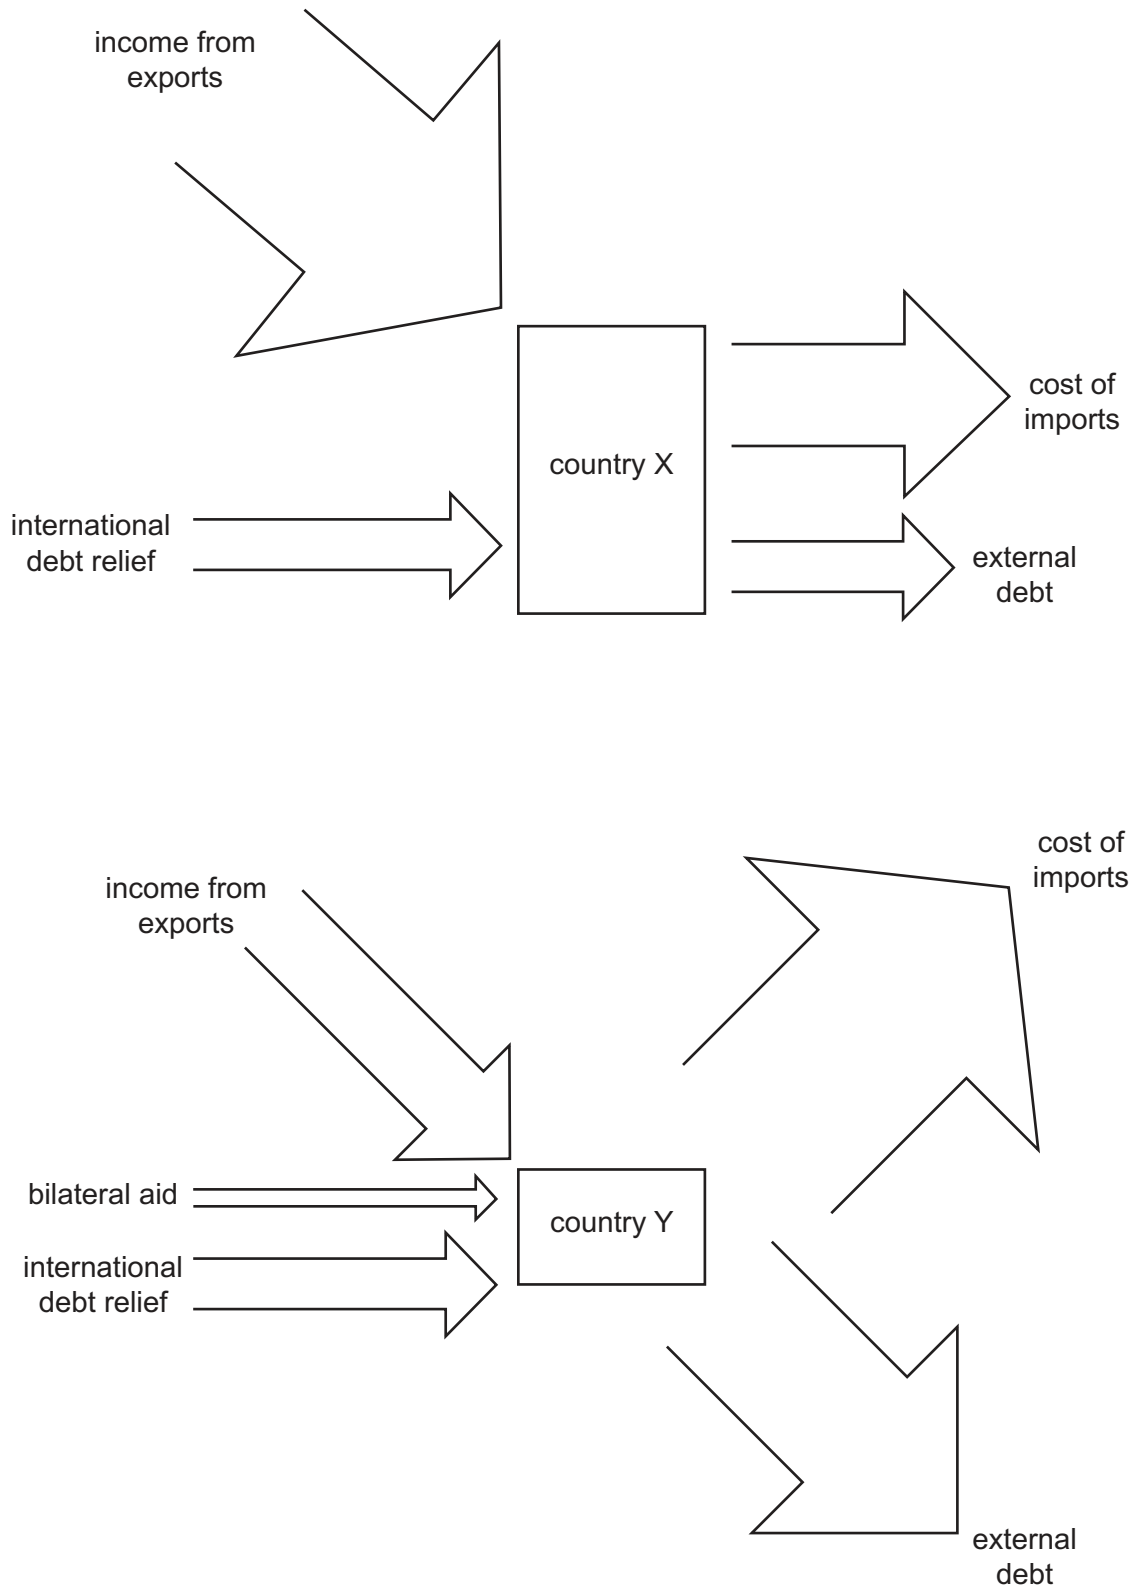 income from
exports
cost of
imports
country X
international
debt relief
external
debt
cost of
imports
income from
exports
bilateral aid
country Y
international
debt relief
external
debt